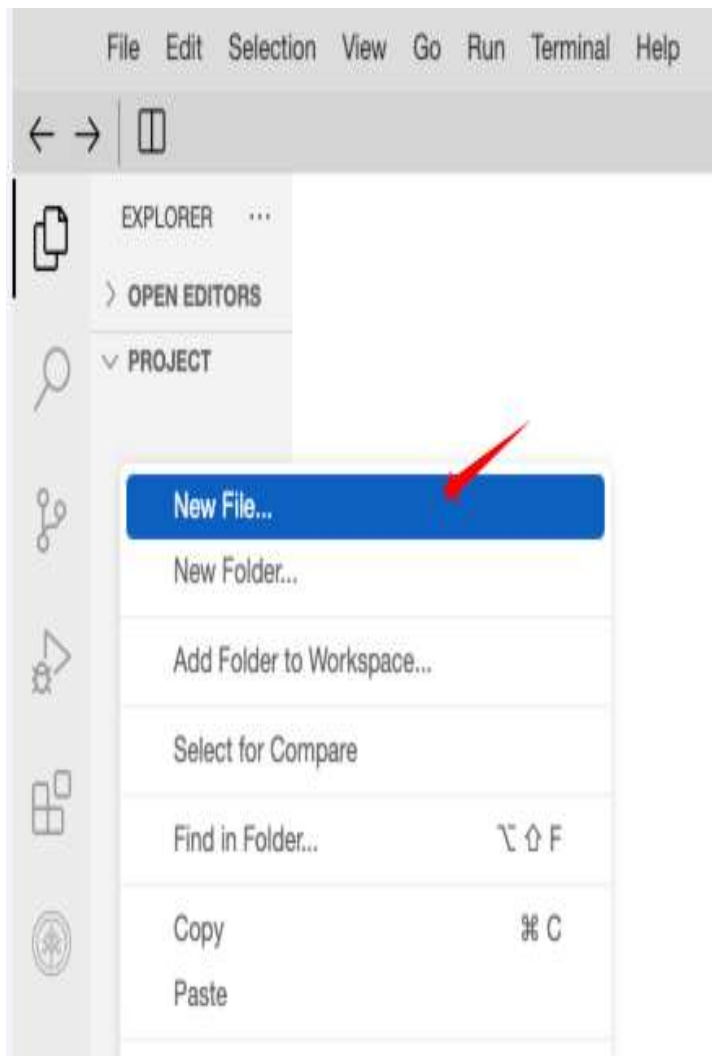 File Edit Selection View Go Run Terminal Help
EXPLORER ...
OPEN EDITORS
PROJECT
New File...
New Folder...
Add Folder to Workspace...
Select for Compare
Find in Folder... ⌥⇧F
Copy ⌘C
Paste